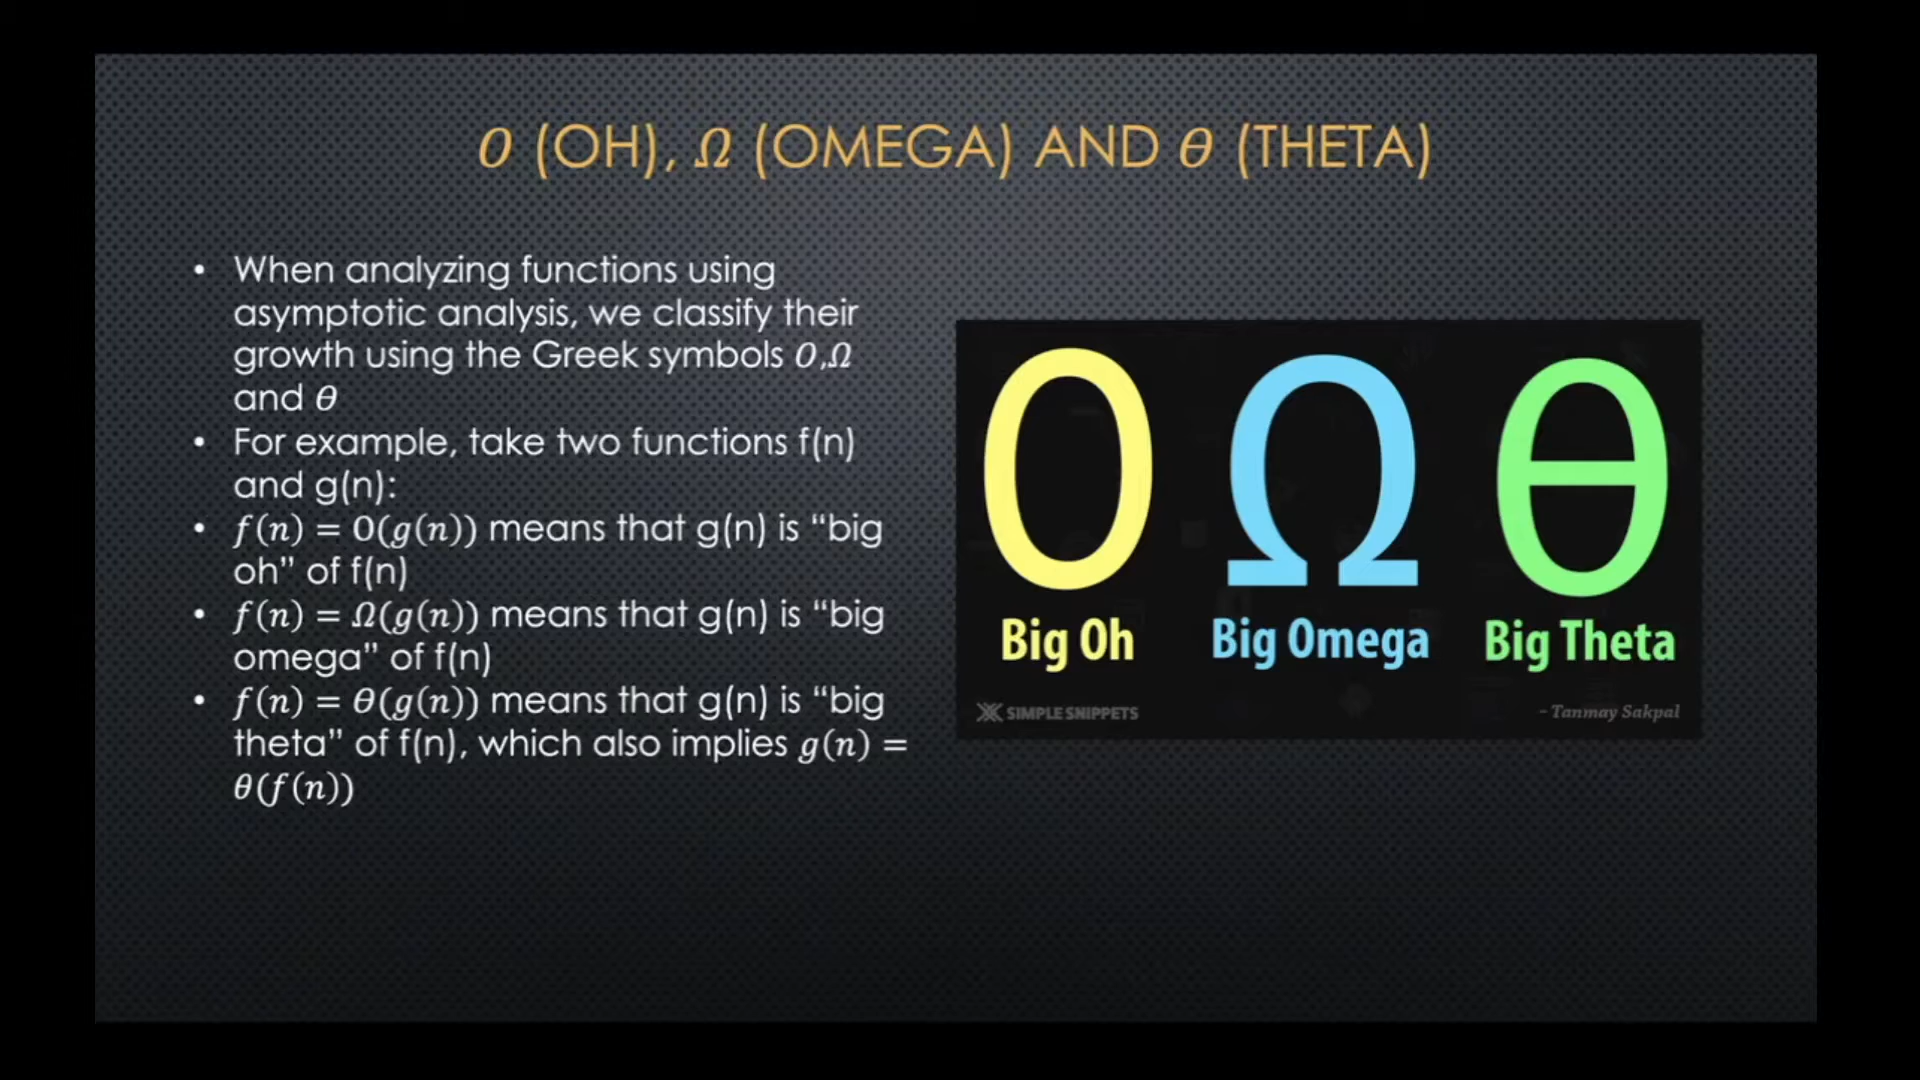 O (OH), Ω (OMEGA) AND θ (THETA)
• When analyzing functions using
asymptotic analysis, we classify their
growth using the Greek symbols O,Ω
and θ
• For example, take two functions f(n)
and g(n):
• f(n) = O(g(n)) means that g(n) is “big
oh” of f(n)
• f(n) = Ω(g(n)) means that g(n) is “big
omega” of f(n)
• f(n) = θ(g(n)) means that g(n) is “big
theta” of f(n), which also implies g(n) =
θ(f(n))
O Ω θ
Big Oh Big Omega Big Theta
SIMPLE SNIPPETS - Tanmay Sakpal